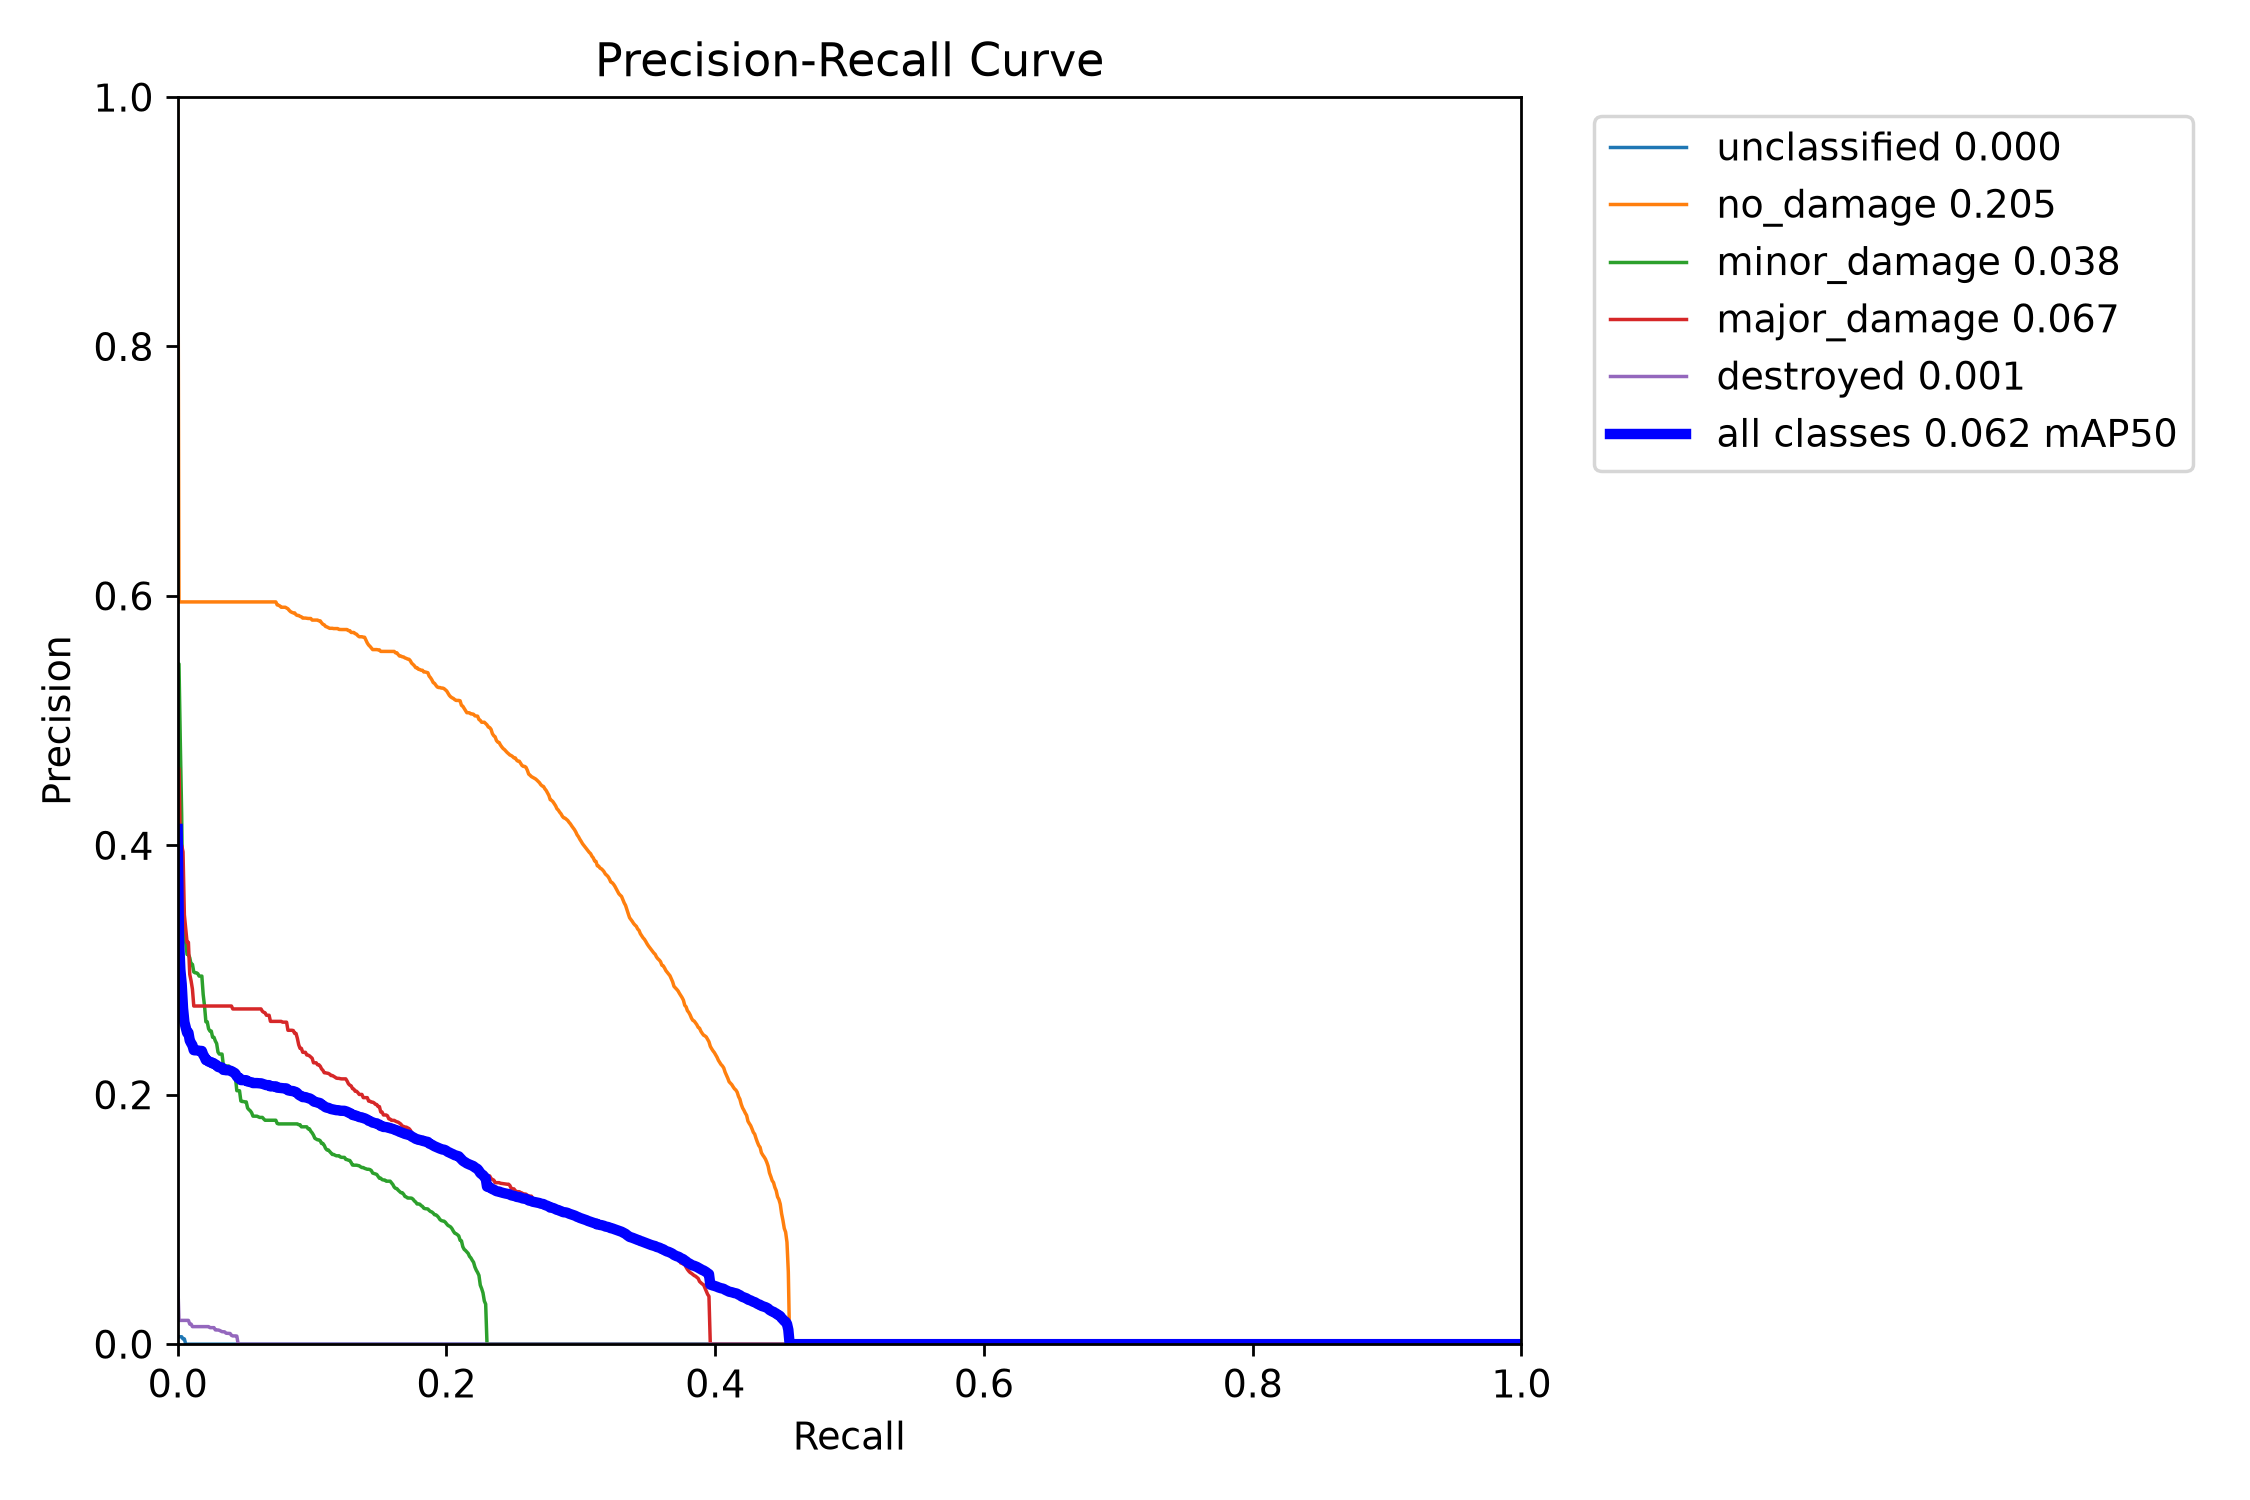 Precision-Recall Curve
1.0
0.8
0.6
0.4
0.2
0.0
Precision
0.0 0.2 0.4 0.6 0.8 1.0
Recall
unclassified 0.000
no_damage 0.205
minor_damage 0.038
major_damage 0.067
destroyed 0.001
all classes 0.062 mAP50